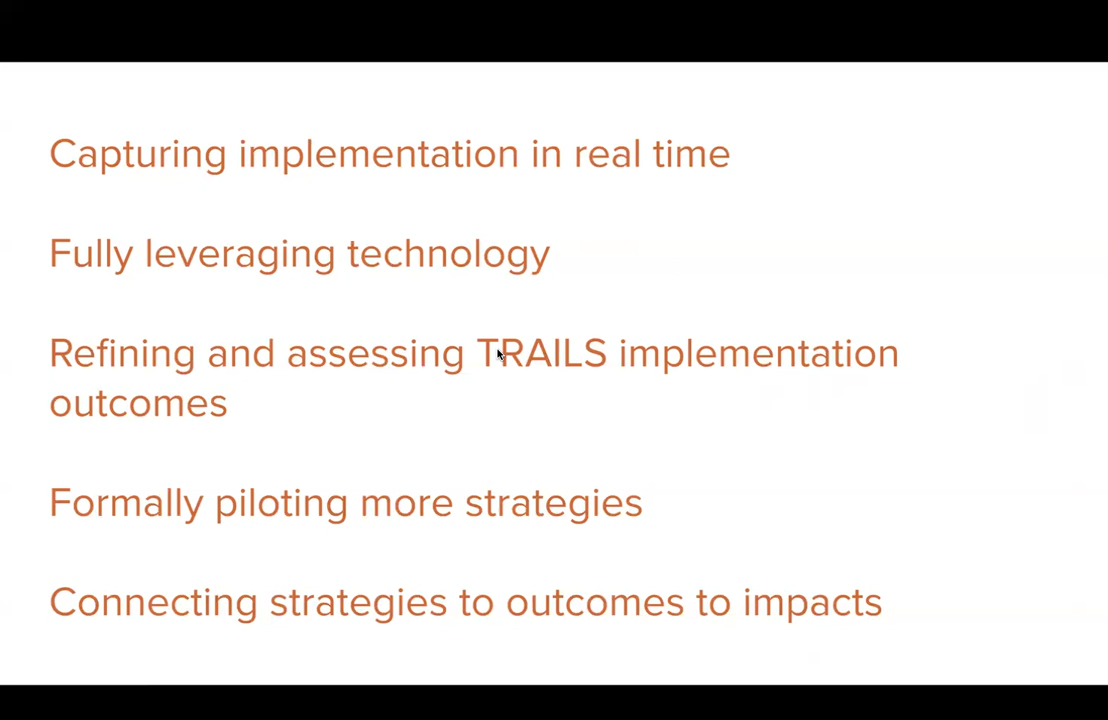 Capturing implementation in real time
Fully leveraging technology
Refining and assessing TRAILS implementation
outcomes
Formally piloting more strategies
Connecting strategies to outcomes to impacts